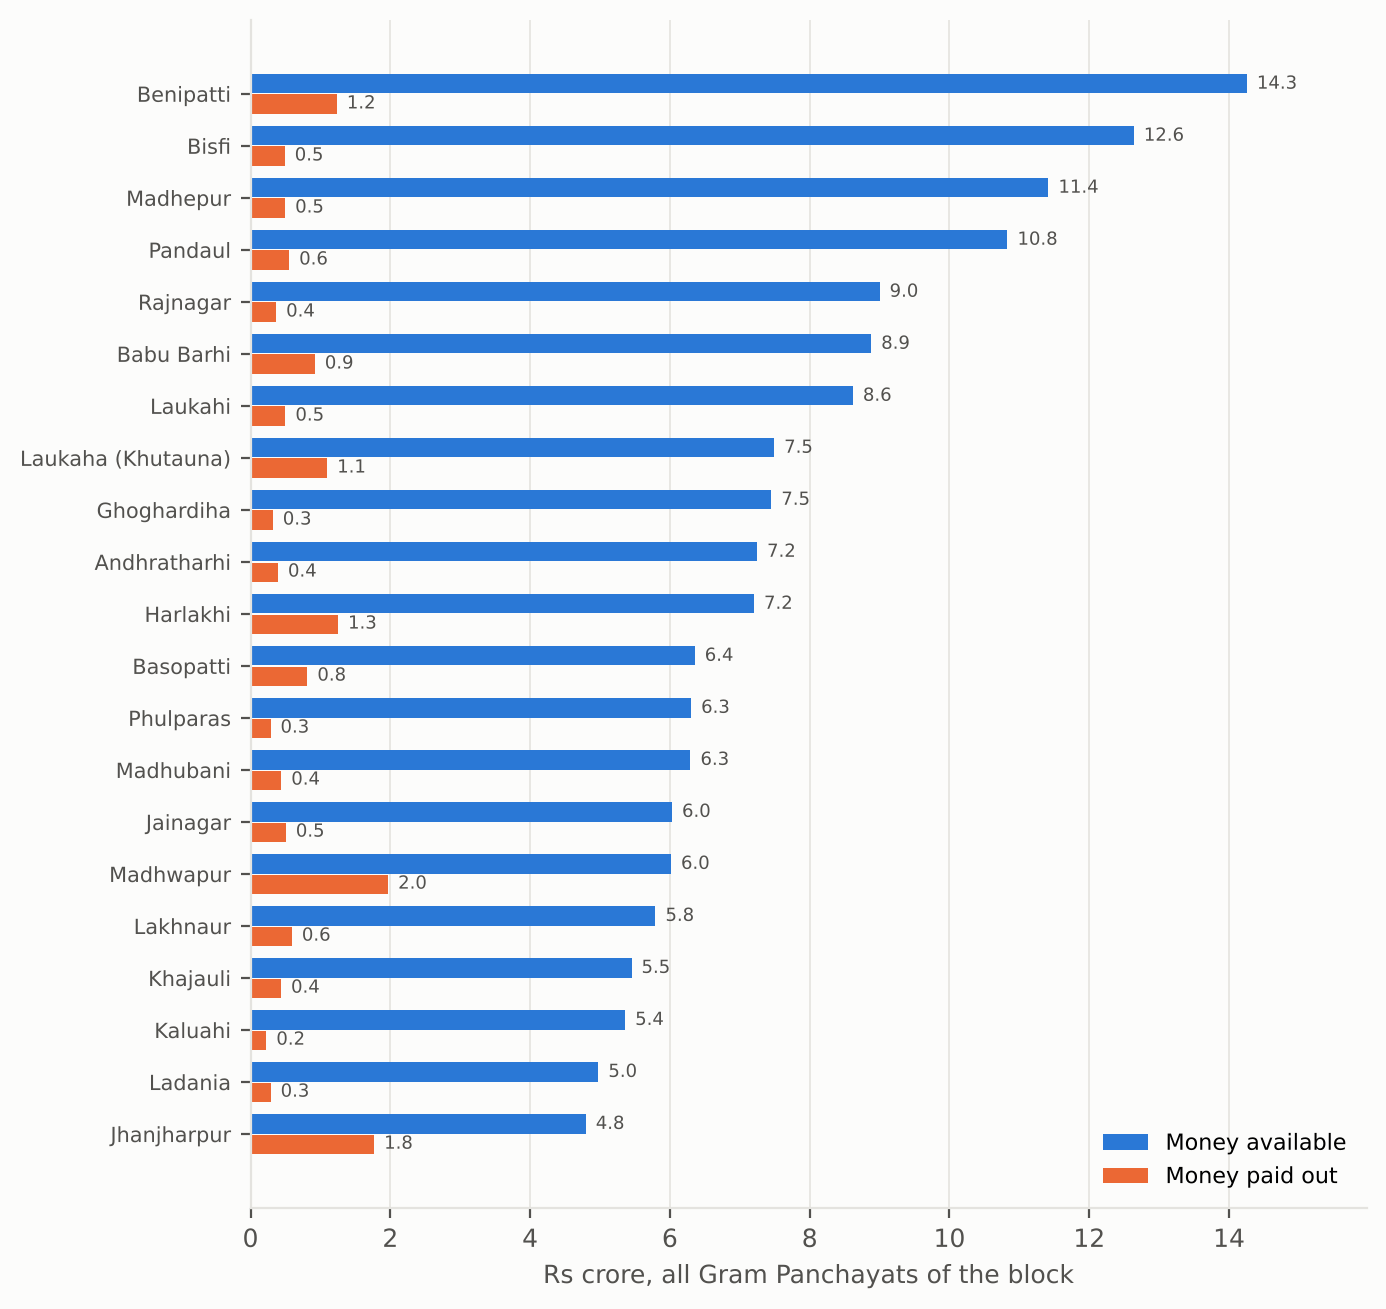 Benipatti 14.3
1.2
Bisfi 12.6
0.5
Madhepur 11.4
0.5
Pandaul 10.8
0.6
Rajnagar 9.0
0.4
Babu Barhi 8.9
0.9
Laukahi 8.6
0.5
Laukaha (Khutauna) 7.5
1.1
Ghoghardiha 7.5
0.3
Andhratharhi 7.2
0.4
Harlakhi 7.2
1.3
Basopatti 6.4
0.8
Phulparas 6.3
0.3
Madhubani 6.3
0.4
Jainagar 6.0
0.5
Madhwapur 6.0
2.0
Lakhnaur 5.8
0.6
Khajauli 5.5
0.4
Kaluahi 5.4
0.2
Ladania 5.0
0.3
Jhanjharpur 4.8
1.8
Money available
Money paid out
0 2 4 6 8 10 12 14
Rs crore, all Gram Panchayats of the block